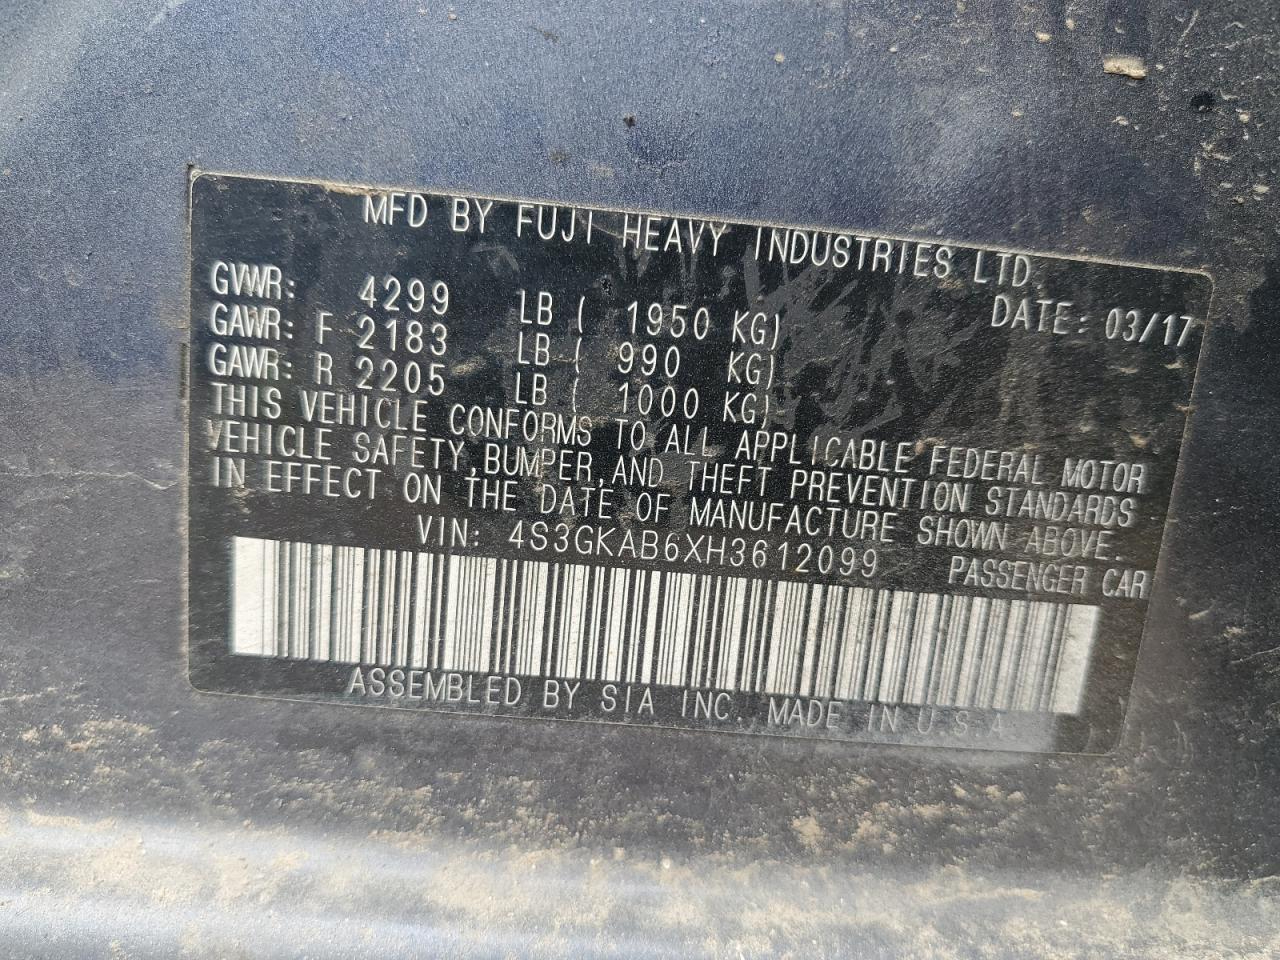 MFD BY FUJI HEAVY INDUSTRIES LTD.
GVWR: 4299 LB ( 1950 KG) DATE: 03/17
GAWR: F 2183 LB ( 990 KG)
GAWR: R 2205 LB ( 1000 KG)
THIS VEHICLE CONFORMS TO ALL APPLICABLE FEDERAL MOTOR
VEHICLE SAFETY, BUMPER, AND THEFT PREVENTION STANDARDS
IN EFFECT ON THE DATE OF MANUFACTURE SHOWN ABOVE.
VIN: 4S3GKAB6XH3612099 PASSENGER CAR
ASSEMBLED BY SIA INC. MADE IN U.S.A.